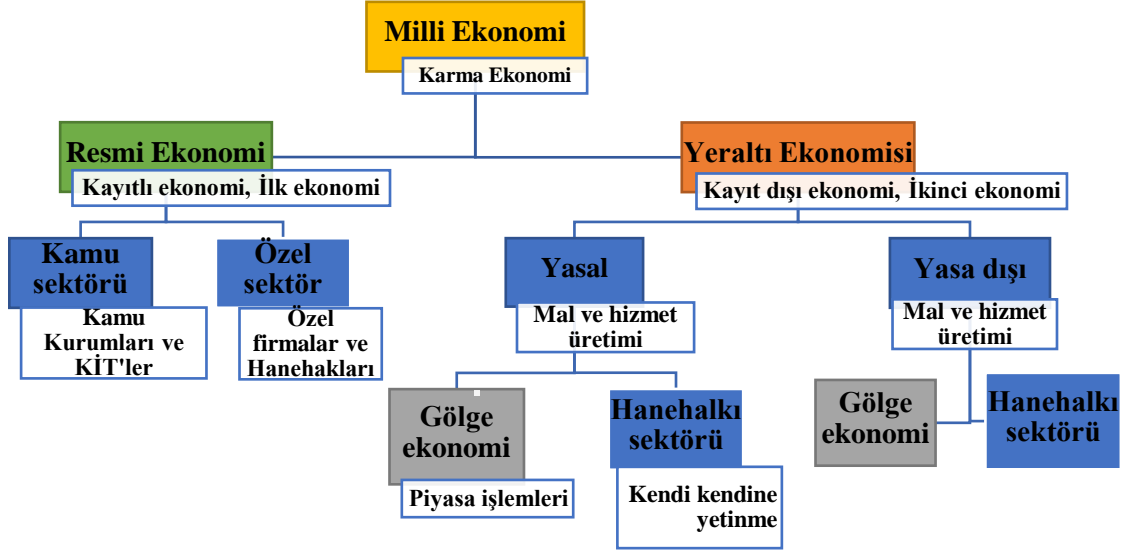 Milli Ekonomi
Karma Ekonomi
Resmi Ekonomi
Kayıtlı ekonomi, İlk ekonomi
Yeraltı Ekonomisi
Kayıt dışı ekonomi, İkinci ekonomi
Kamu
sektörü
Kamu
Kurumları ve
KİT'ler
Özel
sektör
Özel
firmalar ve
Hanehakları
Yasal
Mal ve hizmet
üretimi
Yasa dışı
Mal ve hizmet
üretimi
Gölge
ekonomi
Piyasa işlemleri
Hanehalkı
sektörü
Kendi kendine
yetinme
Gölge
ekonomi
Hanehalkı
sektörü